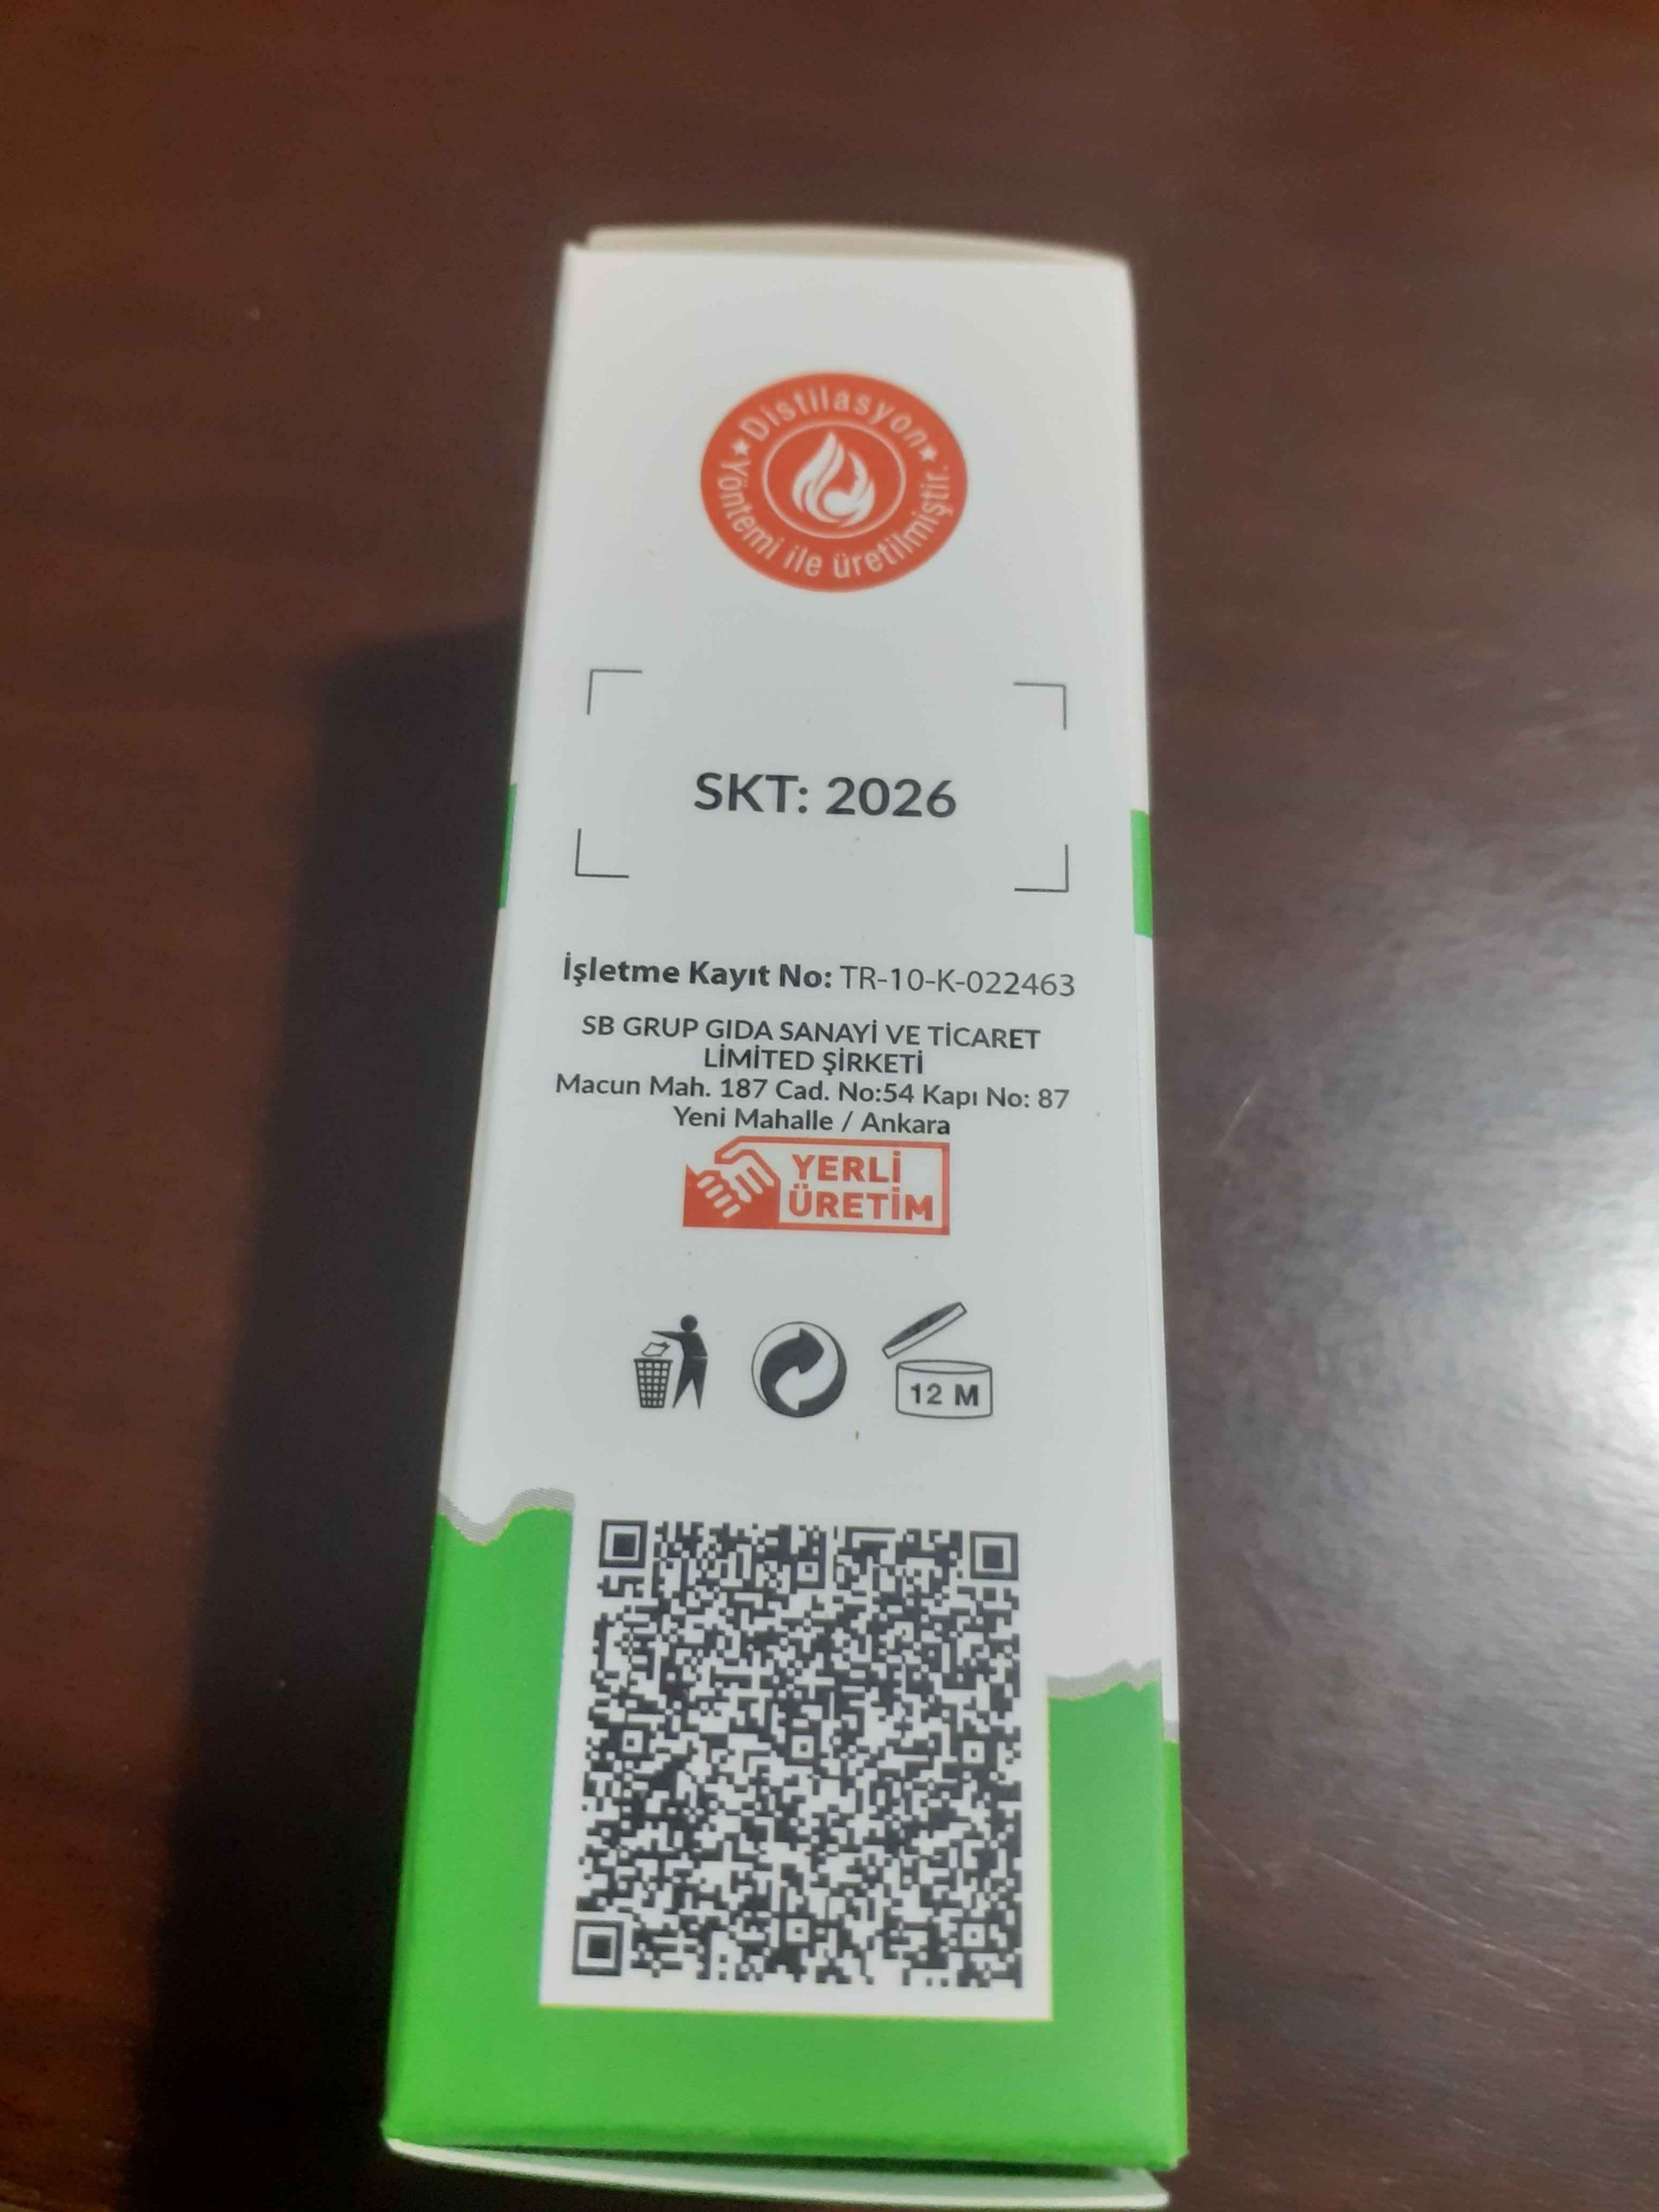 Distilasyon
Yöntemi ile üretilmiştir.
SKT: 2026
İşletme Kayıt No: TR-10-K-022463
SB GRUP GIDA SANAYİ VE TİCARET
LİMİTED ŞİRKETİ
Macun Mah. 187 Cad. No:54 Kapı No: 87
Yeni Mahalle / Ankara
YERLİ
ÜRETİM
12 M